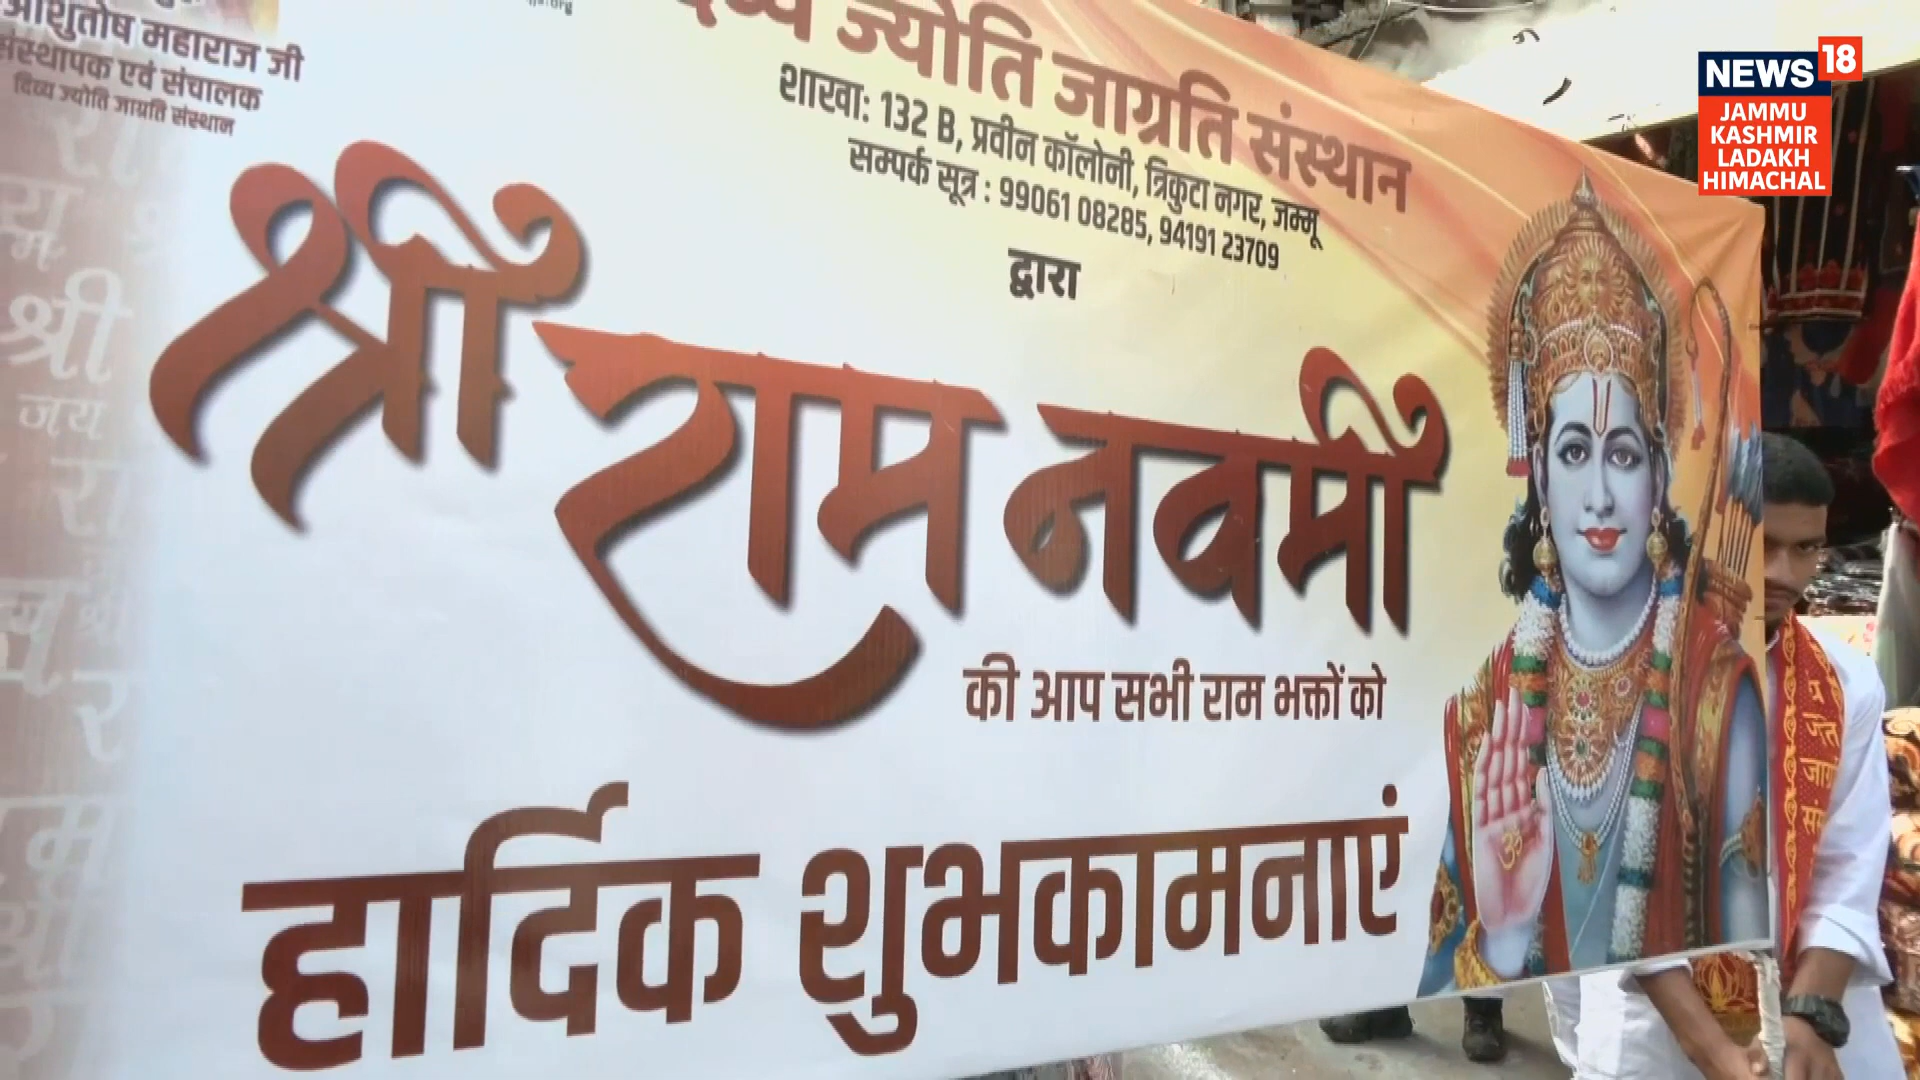 आशुतोष महाराज जी
संस्थापक एवं संचालक
दिव्य ज्योति जाग्रति संस्थान
दिव्य ज्योति जाग्रति संस्थान
शाखा: 132 B, प्रवीन कॉलोनी, त्रिकुटा नगर, जम्मू
सम्पर्क सूत्र : 99061 08285, 94191 23709
द्वारा
श्री राम नवमी
की आप सभी राम भक्तों को
हार्दिक शुभकामनाएं
ॐ
NEWS 18
JAMMU
KASHMIR
LADAKH
HIMACHAL
श्री
जय